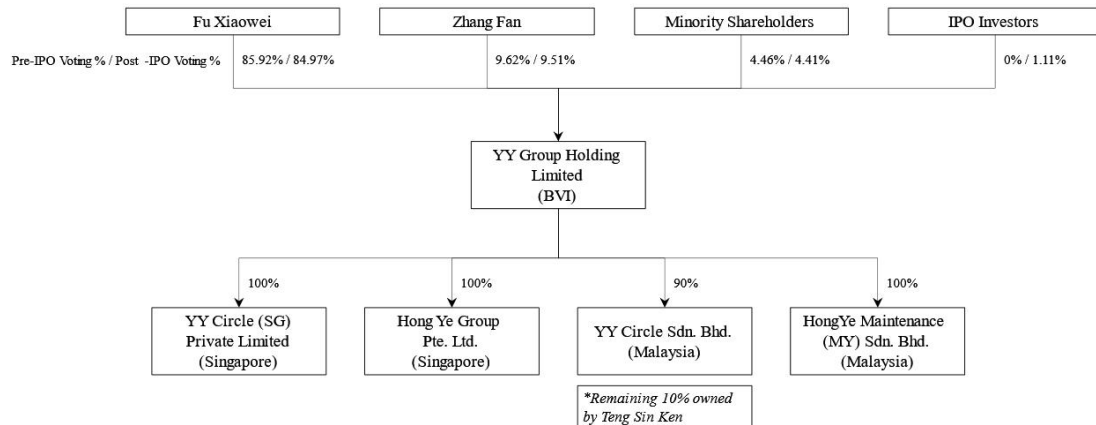 Fu Xiaowei
Zhang Fan
Minority Shareholders
IPO Investors
Pre-IPO Voting % / Post -IPO Voting %
85.92% / 84.97%
9.62% / 9.51%
4.46% / 4.41%
0% / 1.11%
YY Group Holding
Limited
(BVI)
100%
100%
90%
100%
YY Circle (SG)
Private Limited
(Singapore)
Hong Ye Group
Pte. Ltd.
(Singapore)
YY Circle Sdn. Bhd.
(Malaysia)
HongYe Maintenance
(MY) Sdn. Bhd.
(Malaysia)
*Remaining 10% owned
by Teng Sin Ken